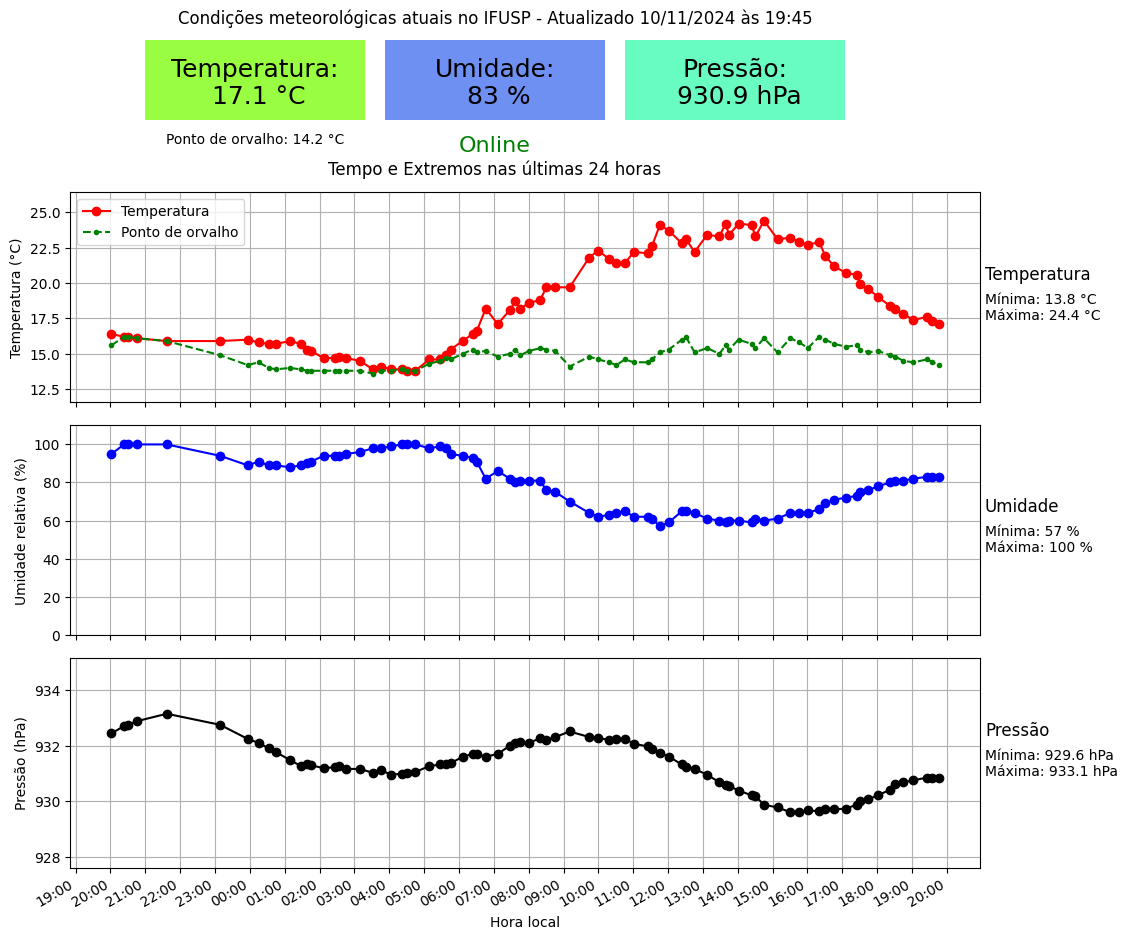 Condições meteorológicas atuais no IFUSP - Atualizado 10/11/2024 às 19:45
Temperatura:
17.1 °C
Umidade:
83 %
Pressão:
930.9 hPa
Ponto de orvalho: 14.2 °C
Online
Tempo e Extremos nas últimas 24 horas
Temperatura (°C)
25.0
22.5
20.0
17.5
15.0
12.5
Temperatura
Ponto de orvalho
Temperatura
Mínima: 13.8 °C
Máxima: 24.4 °C
Umidade relativa (%)
100
80
60
40
20
0
Umidade
Mínima: 57 %
Máxima: 100 %
Pressão (hPa)
934
932
930
928
Pressão
Mínima: 929.6 hPa
Máxima: 933.1 hPa
19:00
20:00
21:00
22:00
23:00
00:00
01:00
02:00
03:00
04:00
05:00
06:00
07:00
08:00
09:00
10:00
11:00
12:00
13:00
14:00
15:00
16:00
17:00
18:00
19:00
20:00
Hora local